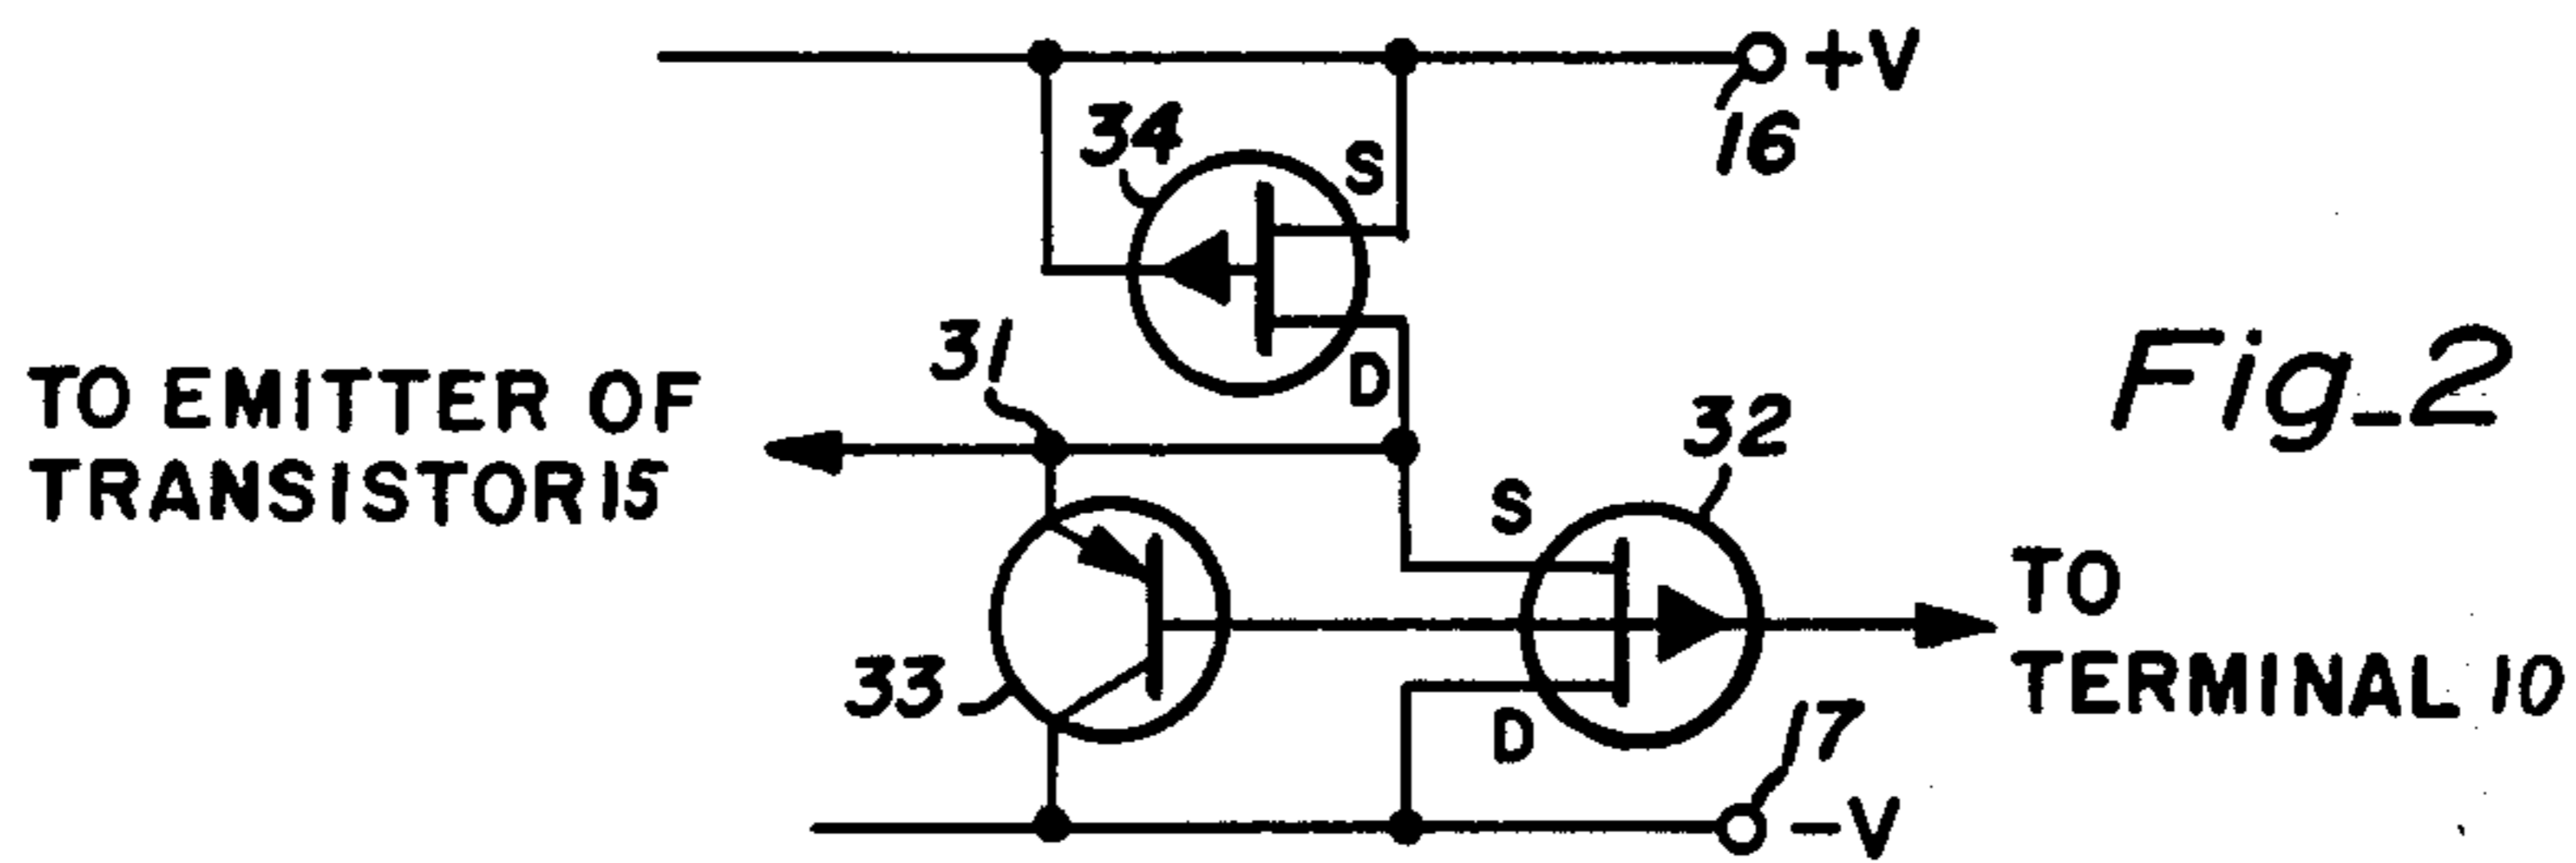 +V
16
34
S
31
D
TO EMITTER OF
TRANSISTOR 15
32
Fig_2
S
33
D
TO
TERMINAL 10
17
-V